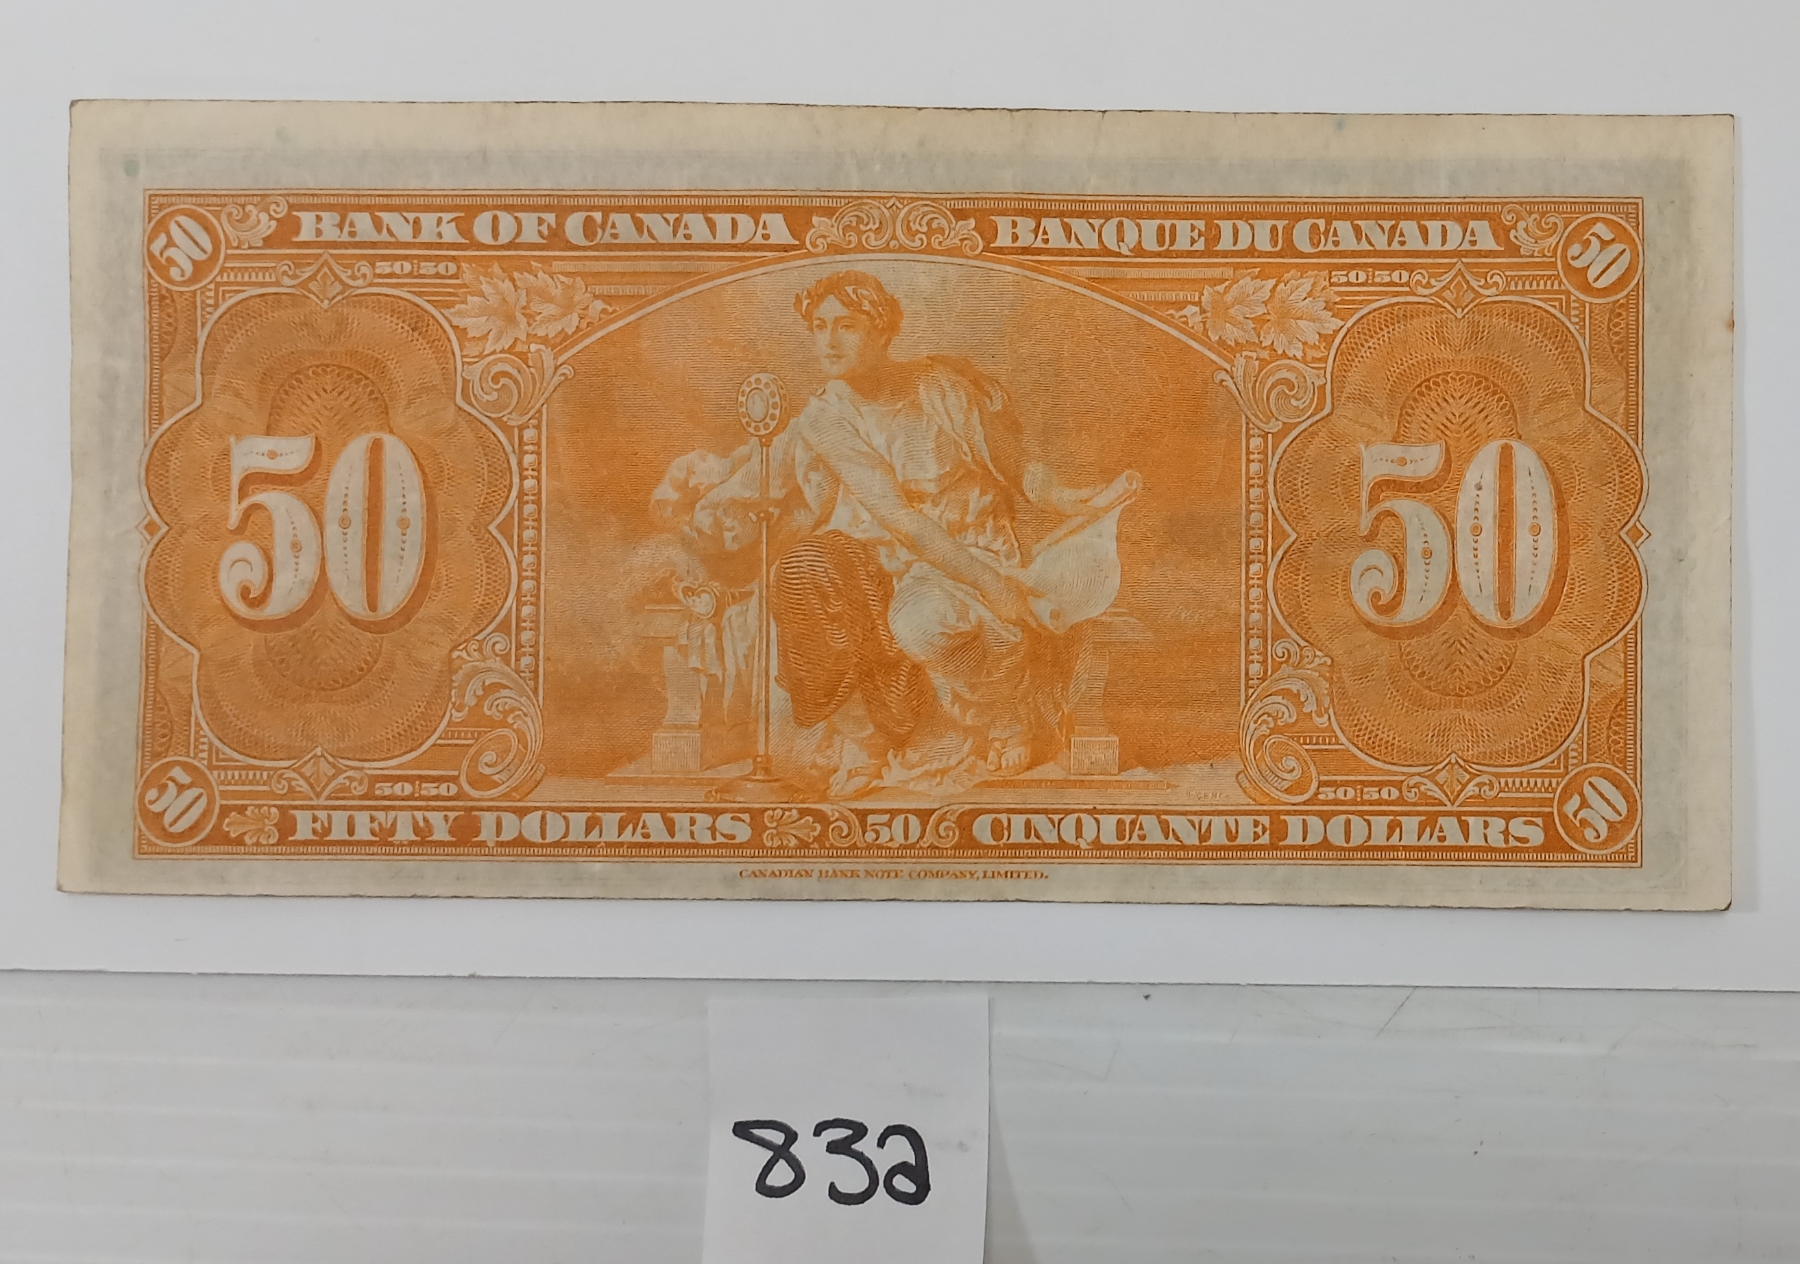 50 BANK OF CANADA BANQUE DU CANADA 50
50 50 50 50
50 50
50 50 50 50
50 FIFTY DOLLARS 50 CINQUANTE DOLLARS 50
CANADIAN BANK NOTE COMPANY, LIMITED.
832